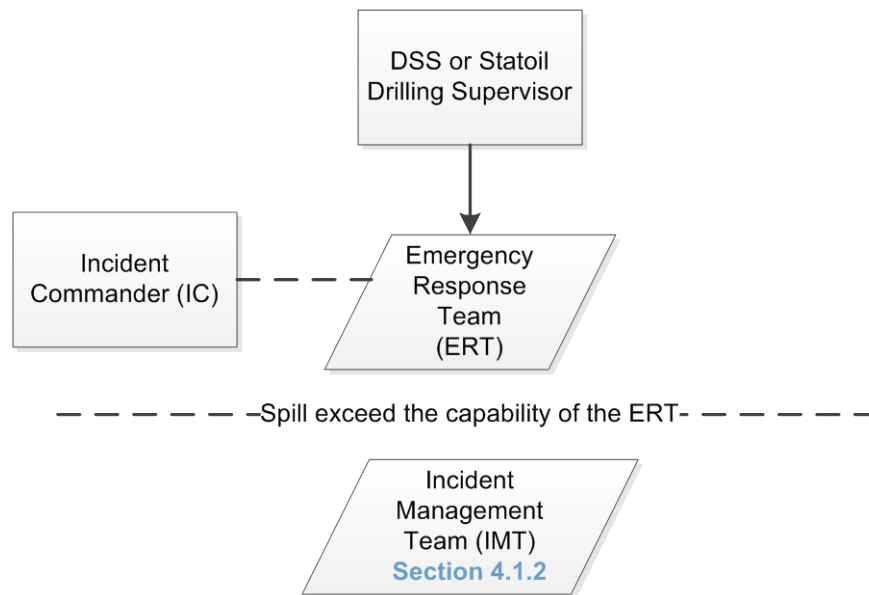 DSS or Statoil
Drilling Supervisor
Incident
Commander (IC)
Emergency
Response
Team
(ERT)
Spill exceed the capability of the ERT
Incident
Management
Team (IMT)
Section 4.1.2